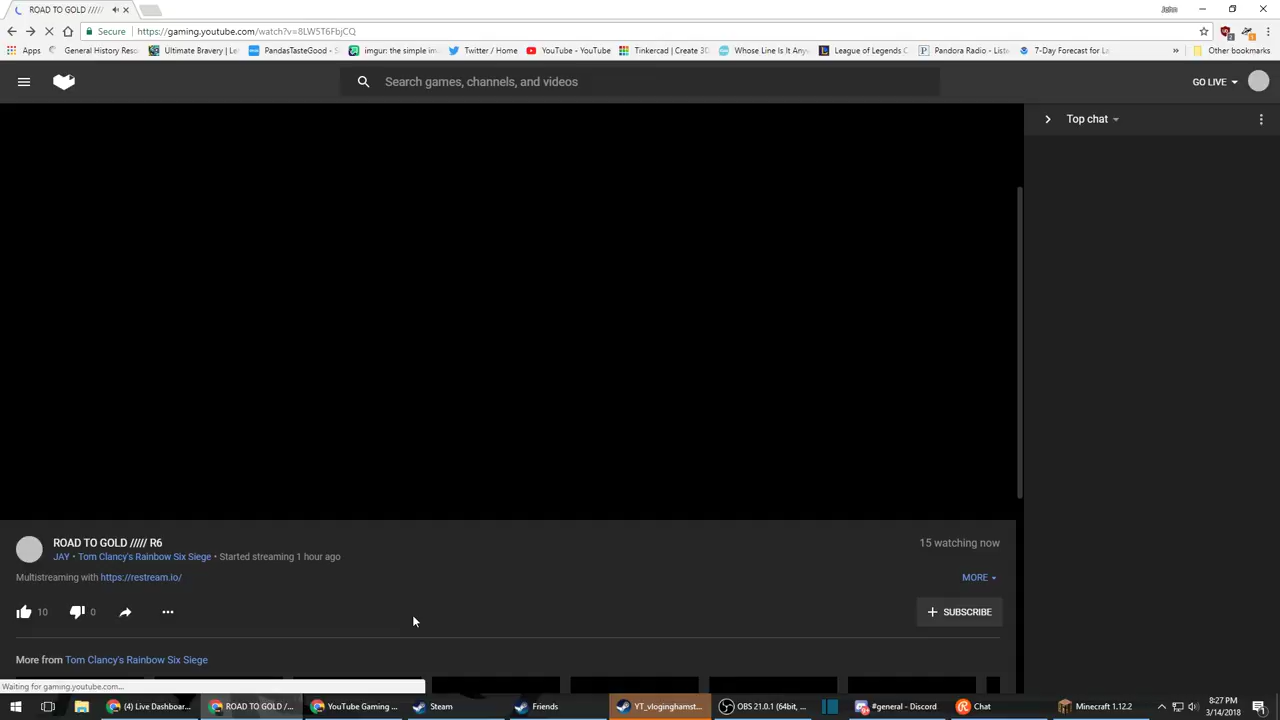 ROAD TO GOLD /////
John
Secure https://gaming.youtube.com/watch?v=8LW5T6FbjCQ
Apps General History Reso Ultimate Bravery | Le PandasTasteGood - S imgur: the simple im Twitter / Home YouTube - YouTube Tinkercad | Create 3D Whose Line Is It Any League of Legends C Pandora Radio - Liste 7-Day Forecast for La » Other bookmarks
Search games, channels, and videos
GO LIVE
Top chat
ROAD TO GOLD ///// R6
15 watching now
JAY • Tom Clancy's Rainbow Six Siege • Started streaming 1 hour ago
Multistreaming with https://restream.io/
MORE
10 0
SUBSCRIBE
More from Tom Clancy's Rainbow Six Siege
Waiting for gaming.youtube.com...
(4) Live Dashboa... ROAD TO GOLD /... YouTube Gaming ... Steam Friends YT_vloginghamst... OBS 21.0.1 (64bit, ... #general - Discord Chat Minecraft 1.12.2
8:27 PM
3/14/2018